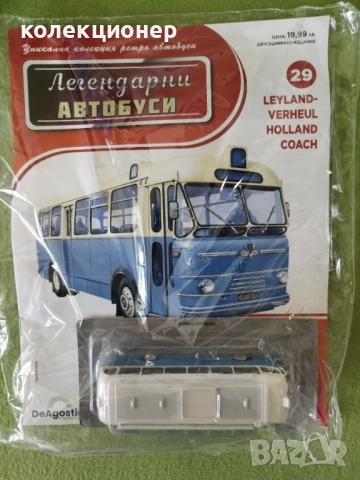 колекционер
Уникална колекция ретро автобуси
ЦЕНА: 19,99 лв.
ДВУСЕДМИЧНО ИЗДАНИЕ
Легендарни
АВТОБУСИ
29
LEYLAND-
VERHEUL
HOLLAND
COACH
DeAgostini
BAZAR
bg